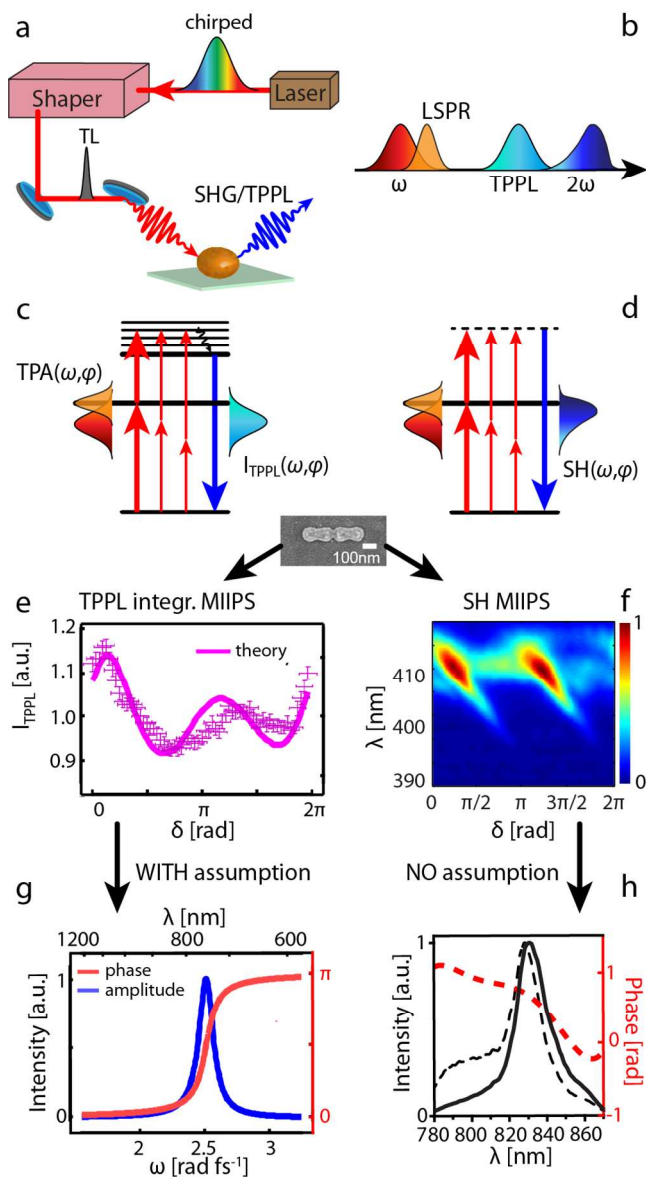 a
chirped
b
Shaper
Laser
TL
LSPR
SHG/TPPL
ω
TPPL
2ω
c
d
TPA(ω,φ)
I_TPPL(ω,φ)
SH(ω,φ)
100nm
e
TPPL integr. MIIPS
SH MIIPS
f
1.2
1.1
1.0
0.9
I_TPPL [a.u.]
theory
0
π
2π
δ [rad]
410
400
390
λ [nm]
0
π/2
π
3π/2
2π
δ [rad]
1
0
WITH assumption
NO assumption
g
h
λ [nm]
1200
800
600
phase
amplitude
1
0
Intensity [a.u.]
π
0
2
2.5
3
ω [rad fs⁻¹]
1
0
Intensity [a.u.]
1
0
-1
Phase [rad]
780
800
820
840
860
λ [nm]